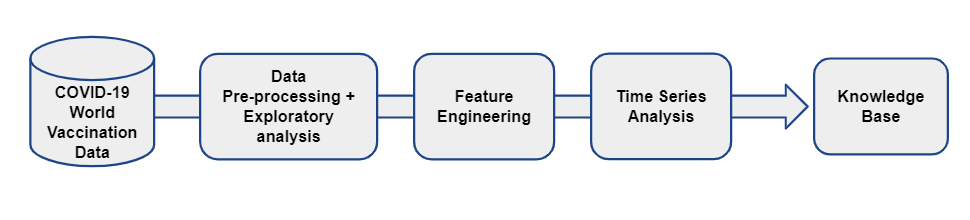 COVID-19
World
Vaccination
Data
Data
Pre-processing +
Exploratory
analysis
Feature
Engineering
Time Series
Analysis
Knowledge
Base